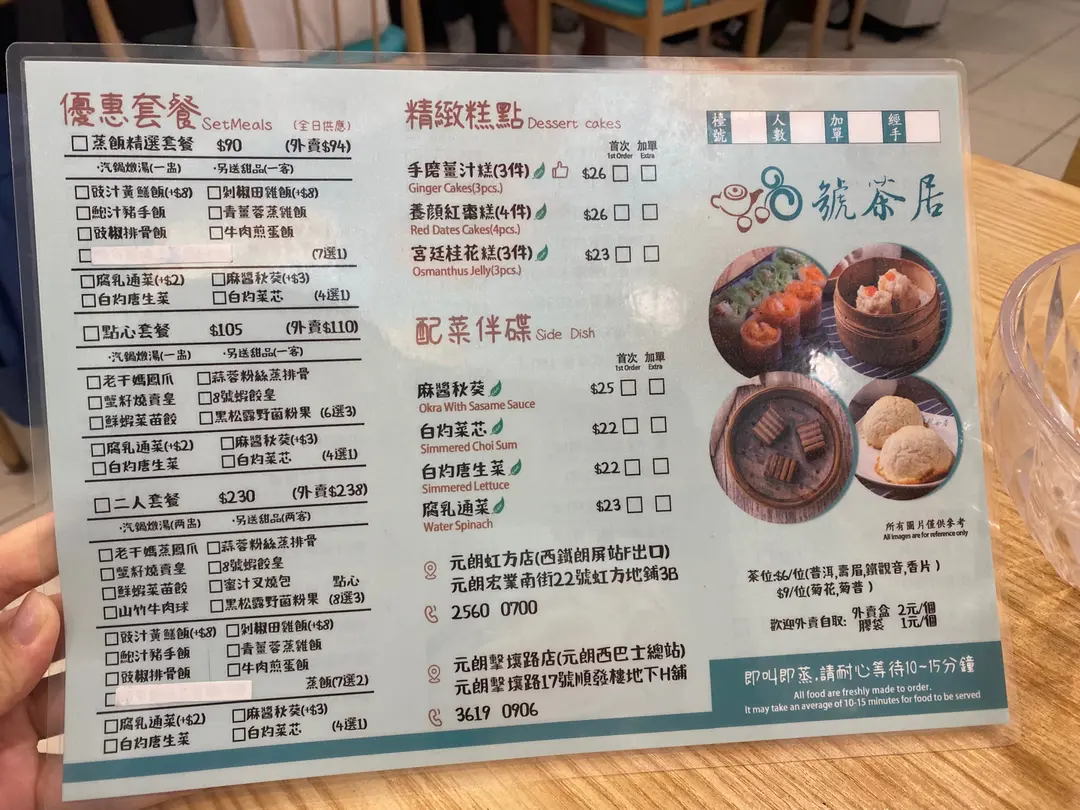 優惠套餐 SetMeals (全日供應)
☐蒸飯精選套餐 $90 (外賣$94)
·汽鍋燉湯(一盅) ·另送甜品(一客)
☐豉汁黃鱔飯(+$8) ☐剁椒田雞飯(+$8)
☐鮑汁豬手飯 ☐青薑蓉蒸雞飯
☐豉椒排骨飯 ☐牛肉煎蛋飯
☐ (7選1)
☐腐乳通菜(+$2) ☐麻醬秋葵(+$3)
☐白灼唐生菜 ☐白灼菜芯 (4選1)
☐點心套餐 $105 (外賣$110)
·汽鍋燉湯(一盅) ·另送甜品(一客)
☐老干媽鳳爪 ☐蒜蓉粉絲蒸排骨
☐蟹籽燒賣皇 ☐8號蝦餃皇
☐鮮蝦菜苗餃 ☐黑松露野菌粉果 (6選3)
☐腐乳通菜(+$2) ☐麻醬秋葵(+$3)
☐白灼唐生菜 ☐白灼菜芯 (4選1)
☐二人套餐 $230 (外賣$238)
·汽鍋燉湯(两盅) ·另送甜品(两客)
☐老干媽蒸鳳爪 ☐蒜蓉粉絲蒸排骨
☐蟹籽燒賣皇 ☐8號蝦餃皇
☐鮮蝦菜苗餃 ☐蜜汁叉燒包 點心
☐山竹牛肉球 ☐黑松露野菌粉果 (8選3)
☐豉汁黃鱔飯(+$8) ☐剁椒田雞飯(+$8)
☐鮑汁豬手飯 ☐青薑蓉蒸雞飯
☐豉椒排骨飯 ☐牛肉煎蛋飯
☐ 蒸飯(7選2)
☐腐乳通菜(+$2) ☐麻醬秋葵(+$3)
☐白灼唐生菜 ☐白灼菜芯 (4選1)
精緻糕點 Dessert cakes
首次 加單
1st Order Extra
手磨薑汁糕(3件) $26 ☐ ☐
Ginger Cakes(3pcs.)
養顏紅棗糕(4件) $26 ☐ ☐
Red Dates Cakes(4pcs.)
宮廷桂花糕(3件) $23 ☐ ☐
Osmanthus Jelly(3pcs.)
配菜伴碟 Side Dish
首次 加單
1st Order Extra
麻醬秋葵 $25 ☐ ☐
Okra With Sasame Sauce
白灼菜芯 $22 ☐ ☐
Simmered Choi Sum
白灼唐生菜 $22 ☐ ☐
Simmered Lettuce
腐乳通菜 $23 ☐ ☐
Water Spinach
元朗虹方店(西鐵朗屏站F出口)
元朗宏業南街22號虹方地鋪3B
2560 0700
元朗擊壤路店(元朗西巴士總站)
元朗擊壤路17號順發樓地下H舖
3619 0906
檯號 人數 加單 經手
8號茶居
所有圖片僅供參考
All images are for reference only
茶位:$6/位(普洱,壽眉,鐵觀音,香片)
$9/位(菊花,菊普)
歡迎外賣自取: 外賣盒 2元/個
膠袋 1元/個
即叫即蒸,請耐心等待10~15分鐘
All food are freshly made to order.
It may take an average of 10-15 minutes for food to be served